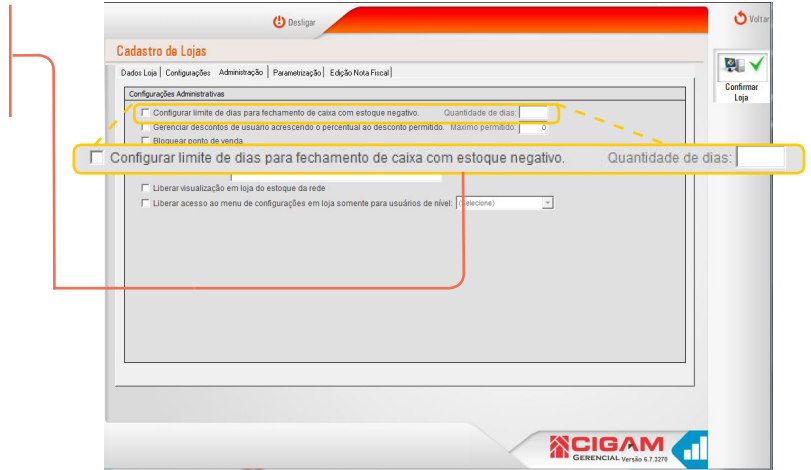 Desligar
Voltar
Cadastro de Lojas
Dados Loja Configurações Administração Parametrização Edição Nota Fiscal
Confirmar
Loja
Configurações Administrativas
Configurar limite de dias para fechamento de caixa com estoque negativo. Quantidade de dias:
Gerenciar descontos de usuário acrescendo o percentual ao desconto permitido. Máximo permitido: 0
Bloquear ponto de venda
Configurar limite de dias para fechamento de caixa com estoque negativo. Quantidade de dias:
Liberar visualização em loja do estoque da rede
Liberar acesso ao menu de configurações em loja somente para usuários de nível: (Selecione)
CIGAM
GERENCIAL Versão 6.7.3270